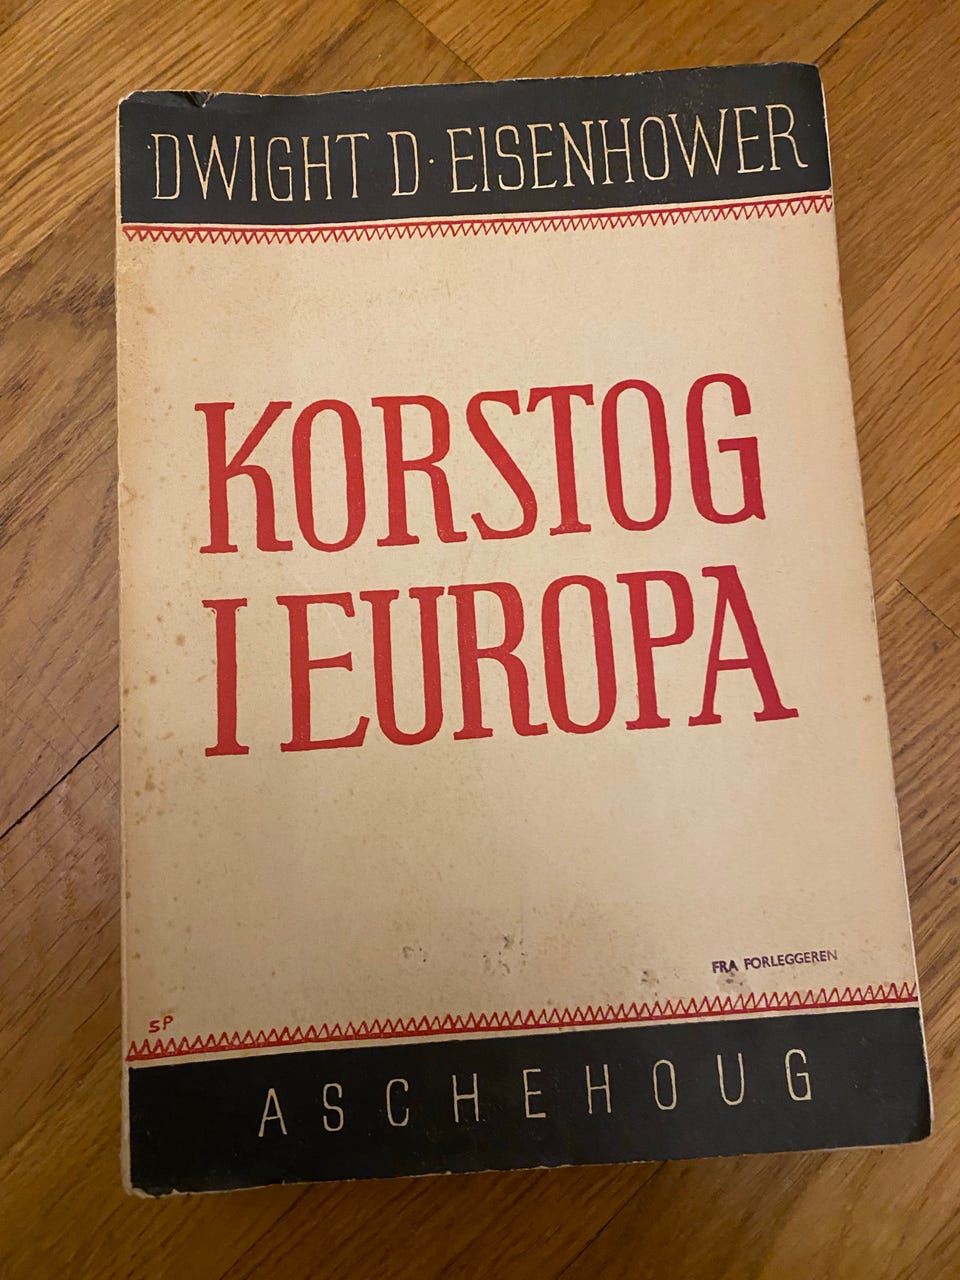 DWIGHT D. EISENHOWER
KORSTOG
I EUROPA
FRA FORLEGGEREN
SP
ASCHEHOUG